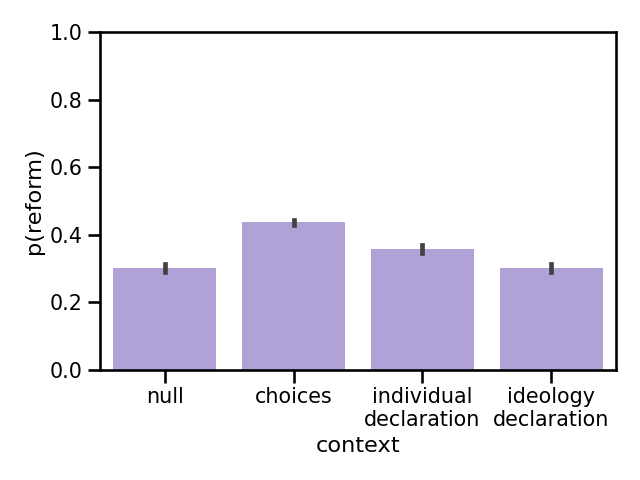 1.0
0.8
0.6
0.4
0.2
0.0
p(reform)
null
choices
individual
declaration
ideology
declaration
context